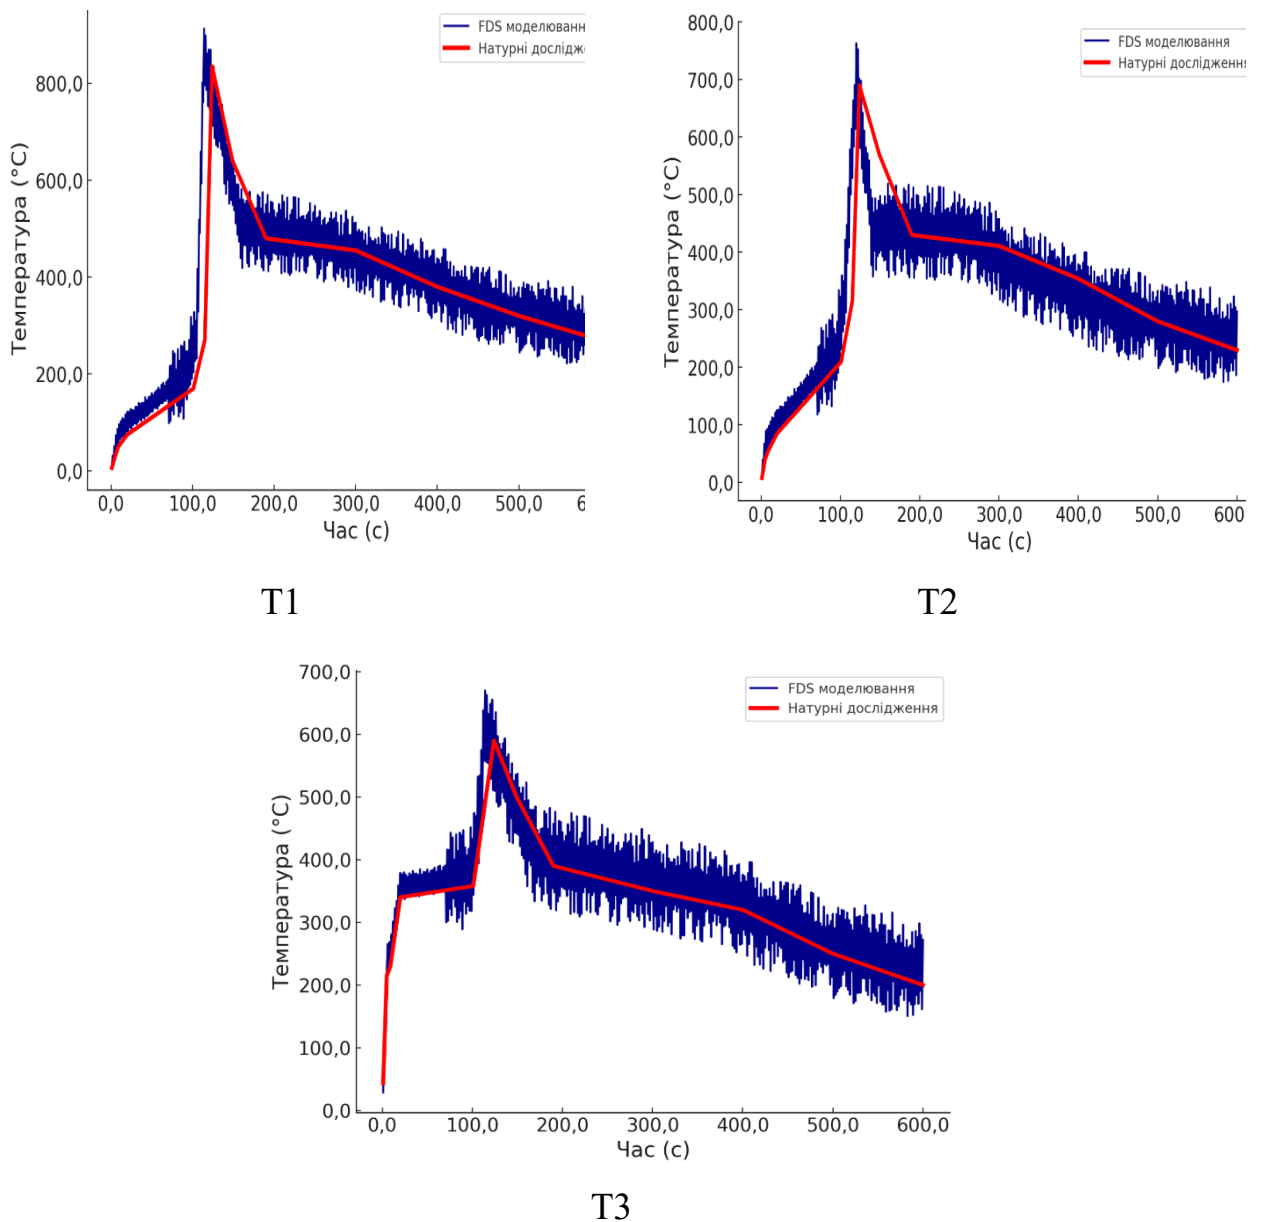 FDS моделюванн
Натурні дослідж
800,0
600,0
400,0
200,0
0,0
Температура (°C)
0,0 100,0 200,0 300,0 400,0 500,0 6
Час (с)
T1
FDS моделювання
Натурні дослідження
800,0
700,0
600,0
500,0
400,0
300,0
200,0
100,0
0,0
Температура (°C)
0,0 100,0 200,0 300,0 400,0 500,0 600
Час (с)
T2
FDS моделювання
Натурні дослідження
700,0
600,0
500,0
400,0
300,0
200,0
100,0
0,0
Температура (°C)
0,0 100,0 200,0 300,0 400,0 500,0 600,0
Час (с)
T3